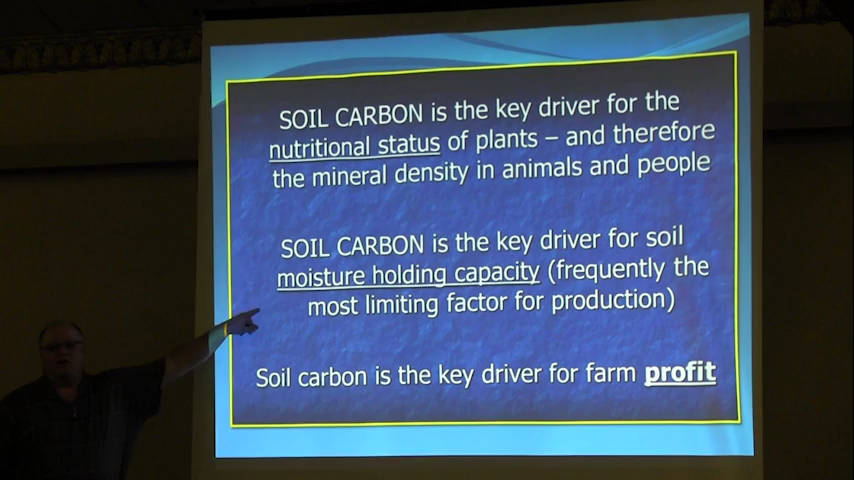 SOIL CARBON is the key driver for the
nutritional status of plants – and therefore
the mineral density in animals and people
SOIL CARBON is the key driver for soil
moisture holding capacity (frequently the
most limiting factor for production)
Soil carbon is the key driver for farm profit